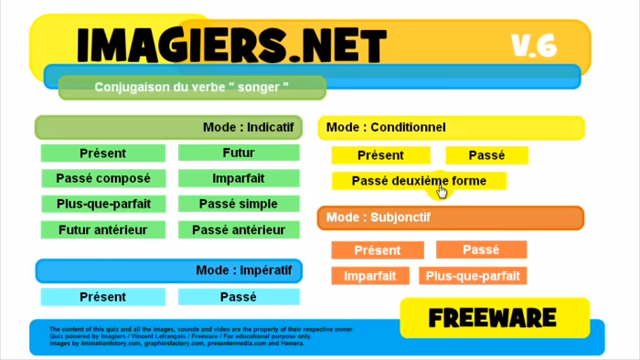 IMAGIERS.NET
V.6
Conjugaison du verbe " songer "
Mode : Indicatif
Présent
Futur
Passé composé
Imparfait
Plus-que-parfait
Passé simple
Futur antérieur
Passé antérieur
Mode : Impératif
Présent
Passé
Mode : Conditionnel
Présent
Passé
Passé deuxième forme
Mode : Subjonctif
Présent
Passé
Imparfait
Plus-que-parfait
FREEWARE
The content of this quiz and all the images, sounds and video are the property of their respective owner.
Quiz powered by Imagiers / Vincent Lefrançois / Freeware / For educational purpose only.
Images by Animationfctory.com, graphicsfactory.com, presentermedia.com and Hemera.